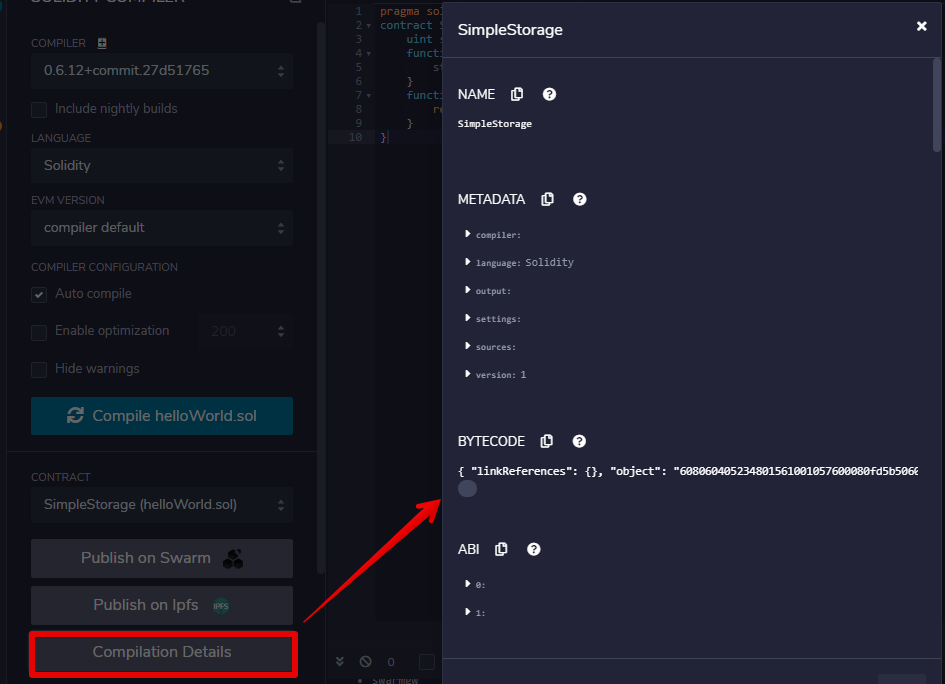 SOLIDITY COMPILER
COMPILER
0.6.12+commit.27d51765
Include nightly builds
LANGUAGE
Solidity
EVM VERSION
compiler default
COMPILER CONFIGURATION
Auto compile
Enable optimization
200
Hide warnings
Compile helloWorld.sol
CONTRACT
SimpleStorage (helloWorld.sol)
Publish on Swarm
Publish on Ipfs
IPFS
Compilation Details
1 pragma sol
2 contract S
3 uint s
4 functi
5 st
6 }
7 functi
8 re
9 }
10 }
0
swarmgw
SimpleStorage
NAME
SimpleStorage
METADATA
compiler:
language: Solidity
output:
settings:
sources:
version: 1
BYTECODE
{ "linkReferences": {}, "object": "608060405234801561001057600080fd5b5060
ABI
0:
1: